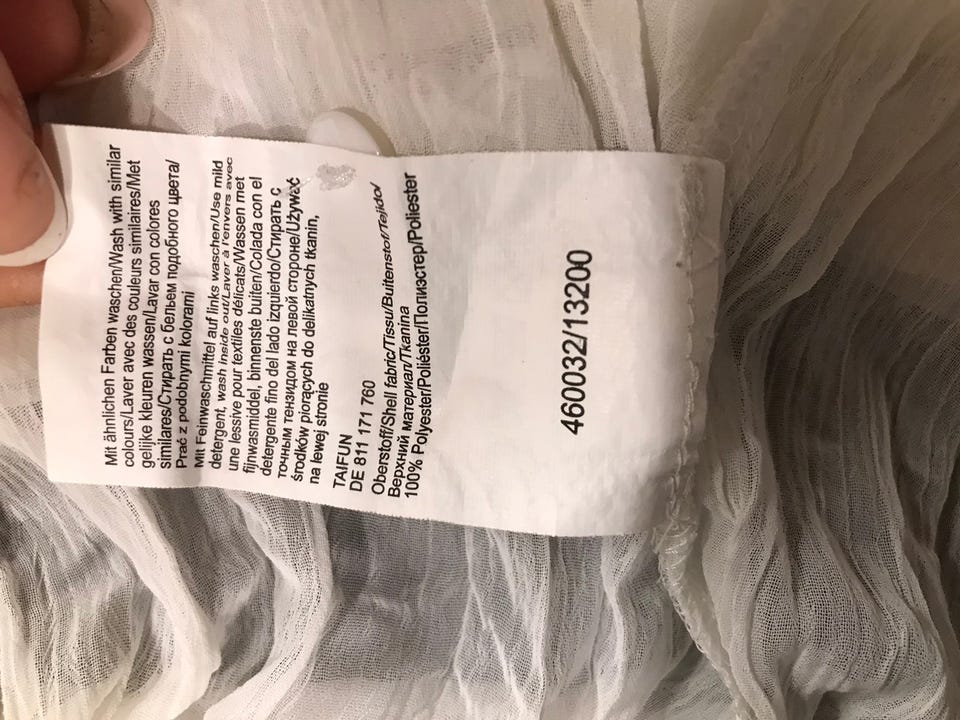 Mit ähnlichen Farben waschen/Wash with similar
colours/Laver avec des couleurs similaires/Met
gelijke kleuren wassen/Lavar con colores
similares/Стирать с бельем подобного цвета/
Prać z podobnymi kolorami
Mit Feinwaschmittel auf links waschen/Use mild
detergent, wash inside out/Laver à l'envers avec
une lessive pour textiles délicats/Wassen met
fijnwasmiddel, binnenste buiten/Colada con el
detergente fino del lado izquierdo/Стирать с
точным тензидом на левой стороне/Używać
środków piorących do delikatnych tkanin,
na lewej stronie
TAIFUN
DE 811 171 760
Oberstoff/Shell fabric/Tissu/Buitenstof/Tejido/
Верхний материал/Tkanina
100% Polyester/Poliéster/Полиэстер/Poliester
460032/13200